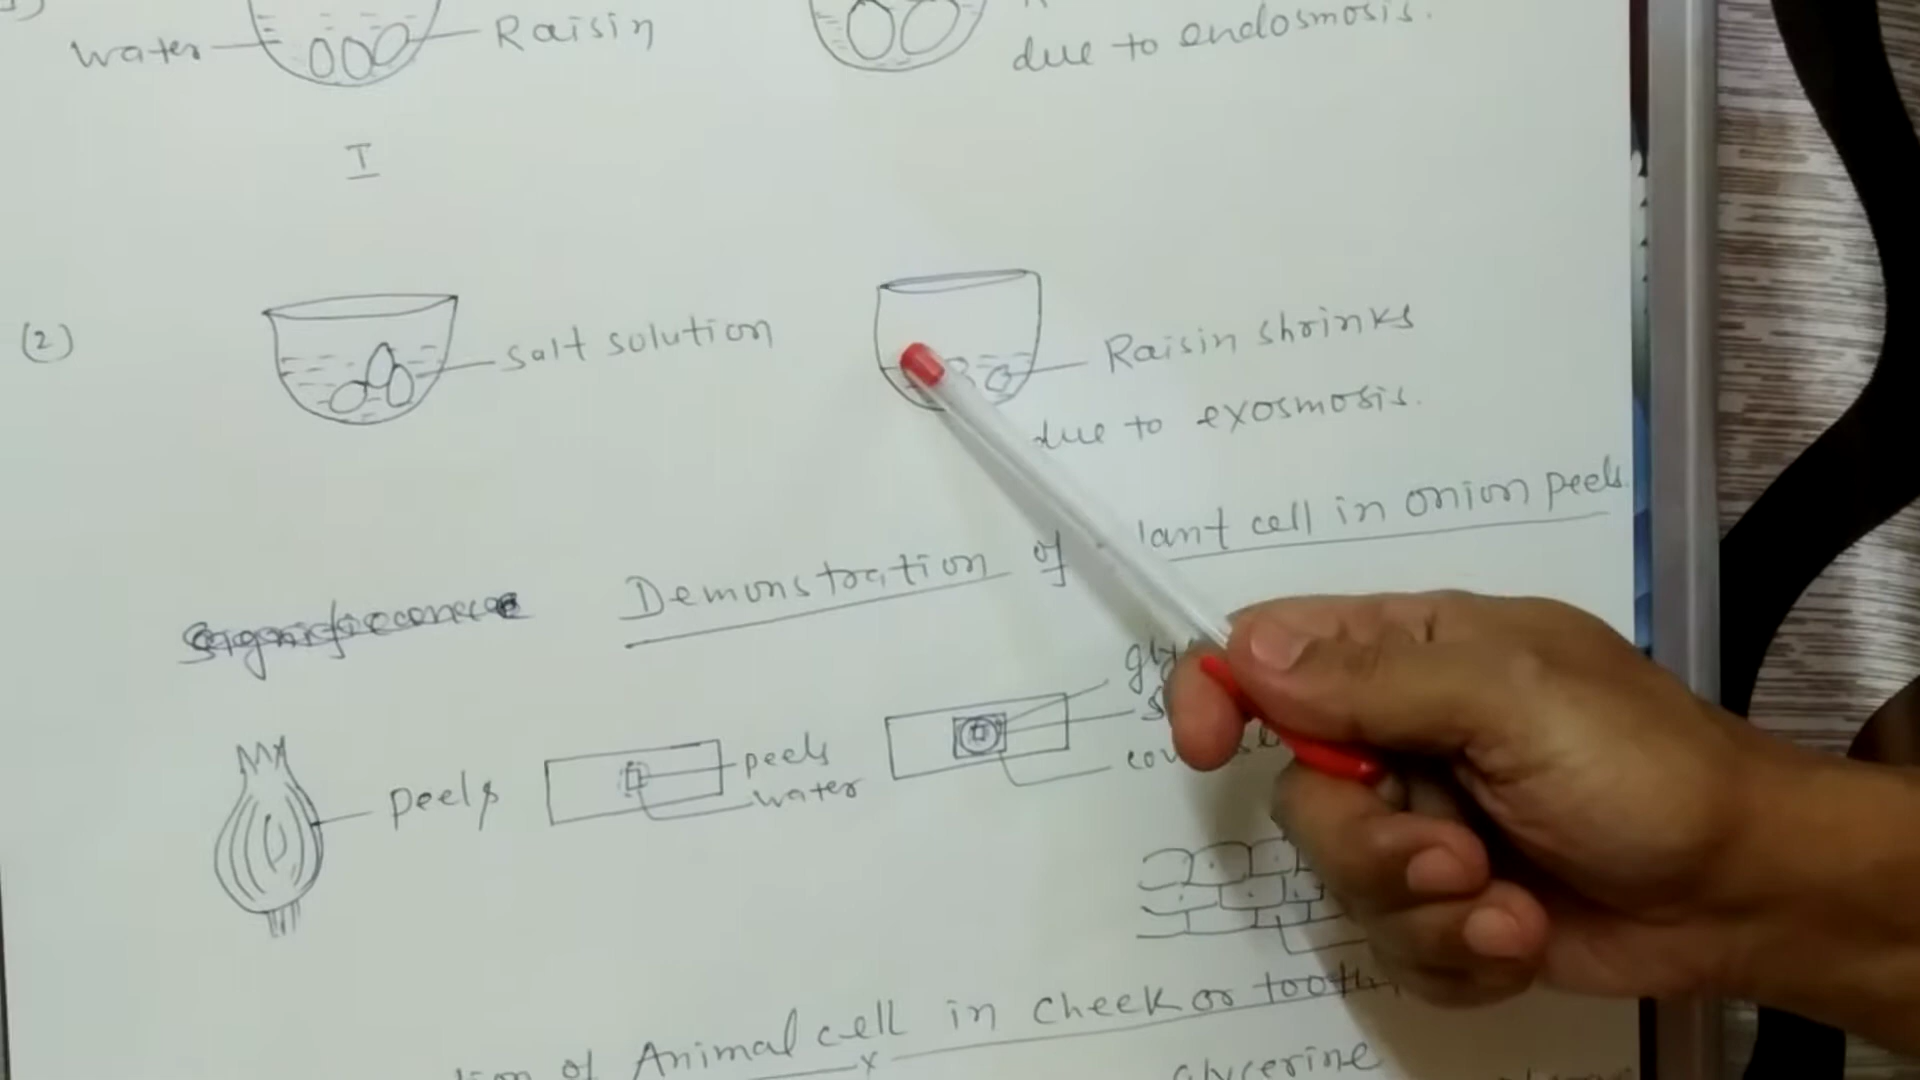 Water
Raisin
due to endosmosis.
I
(2)
Salt solution
Raisin shrinks
due to exosmosis.
Demonstration of lant cell in onion peels.
peels
peels
water
of Animal cell in cheek or tooth
x
Glycerine